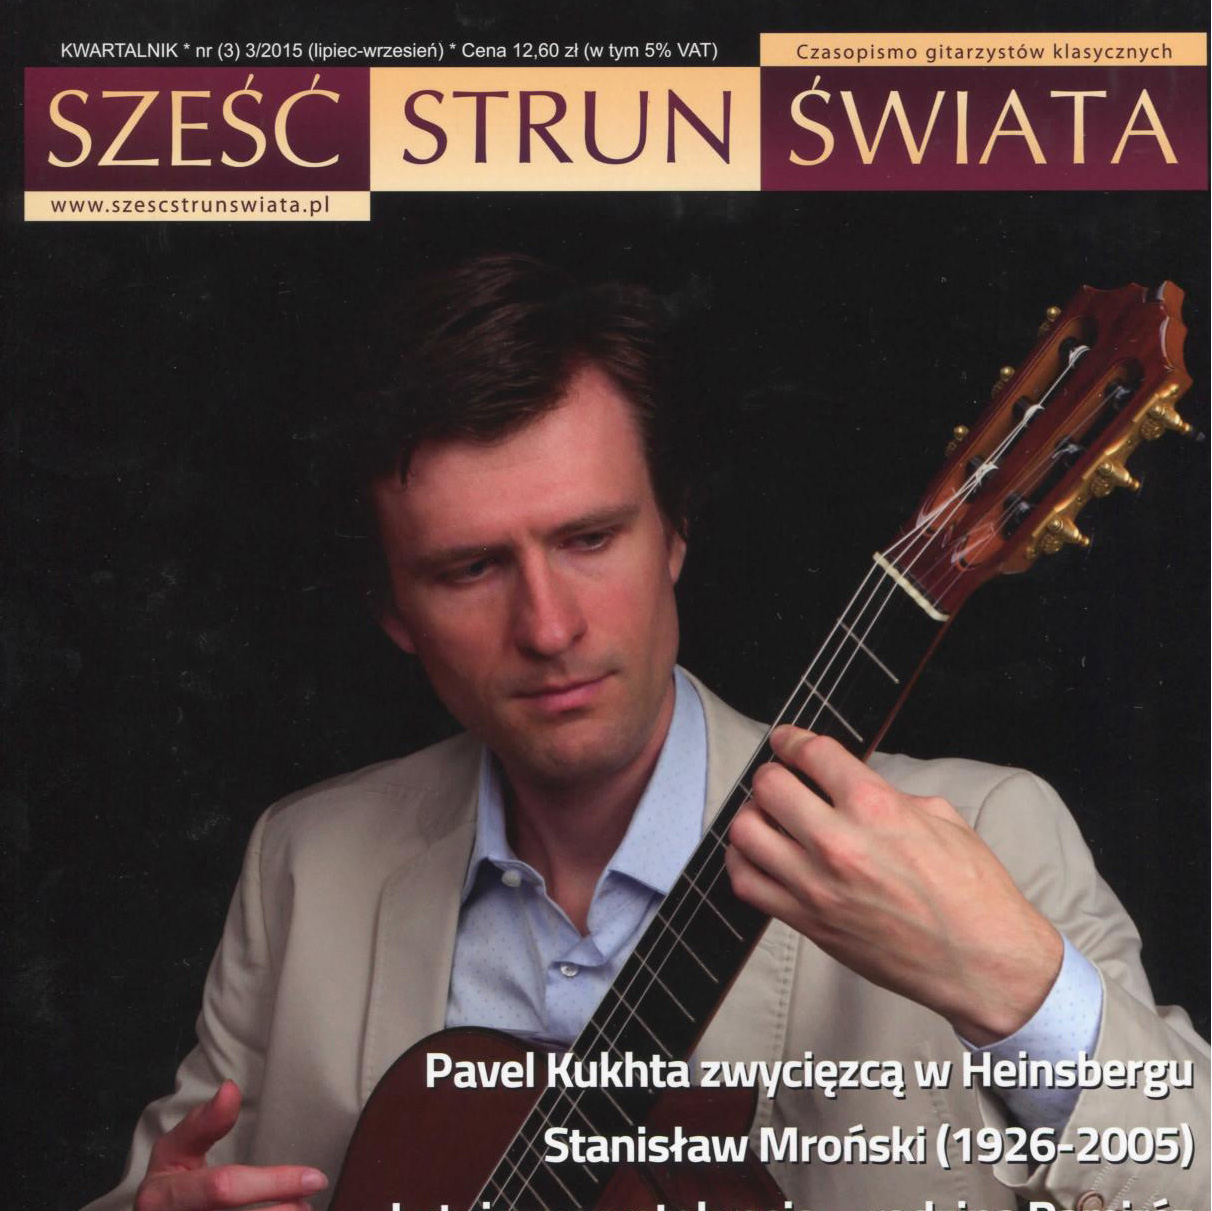 KWARTALNIK * nr (3) 3/2015 (lipiec-wrzesień) * Cena 12,60 zł (w tym 5% VAT)
Czasopismo gitarzystów klasycznych
SZEŚĆ STRUN ŚWIATA
www.szescstrunswiata.pl
Pavel Kukhta zwycięzcą w Heinsbergu
Stanisław Mroński (1926-2005)